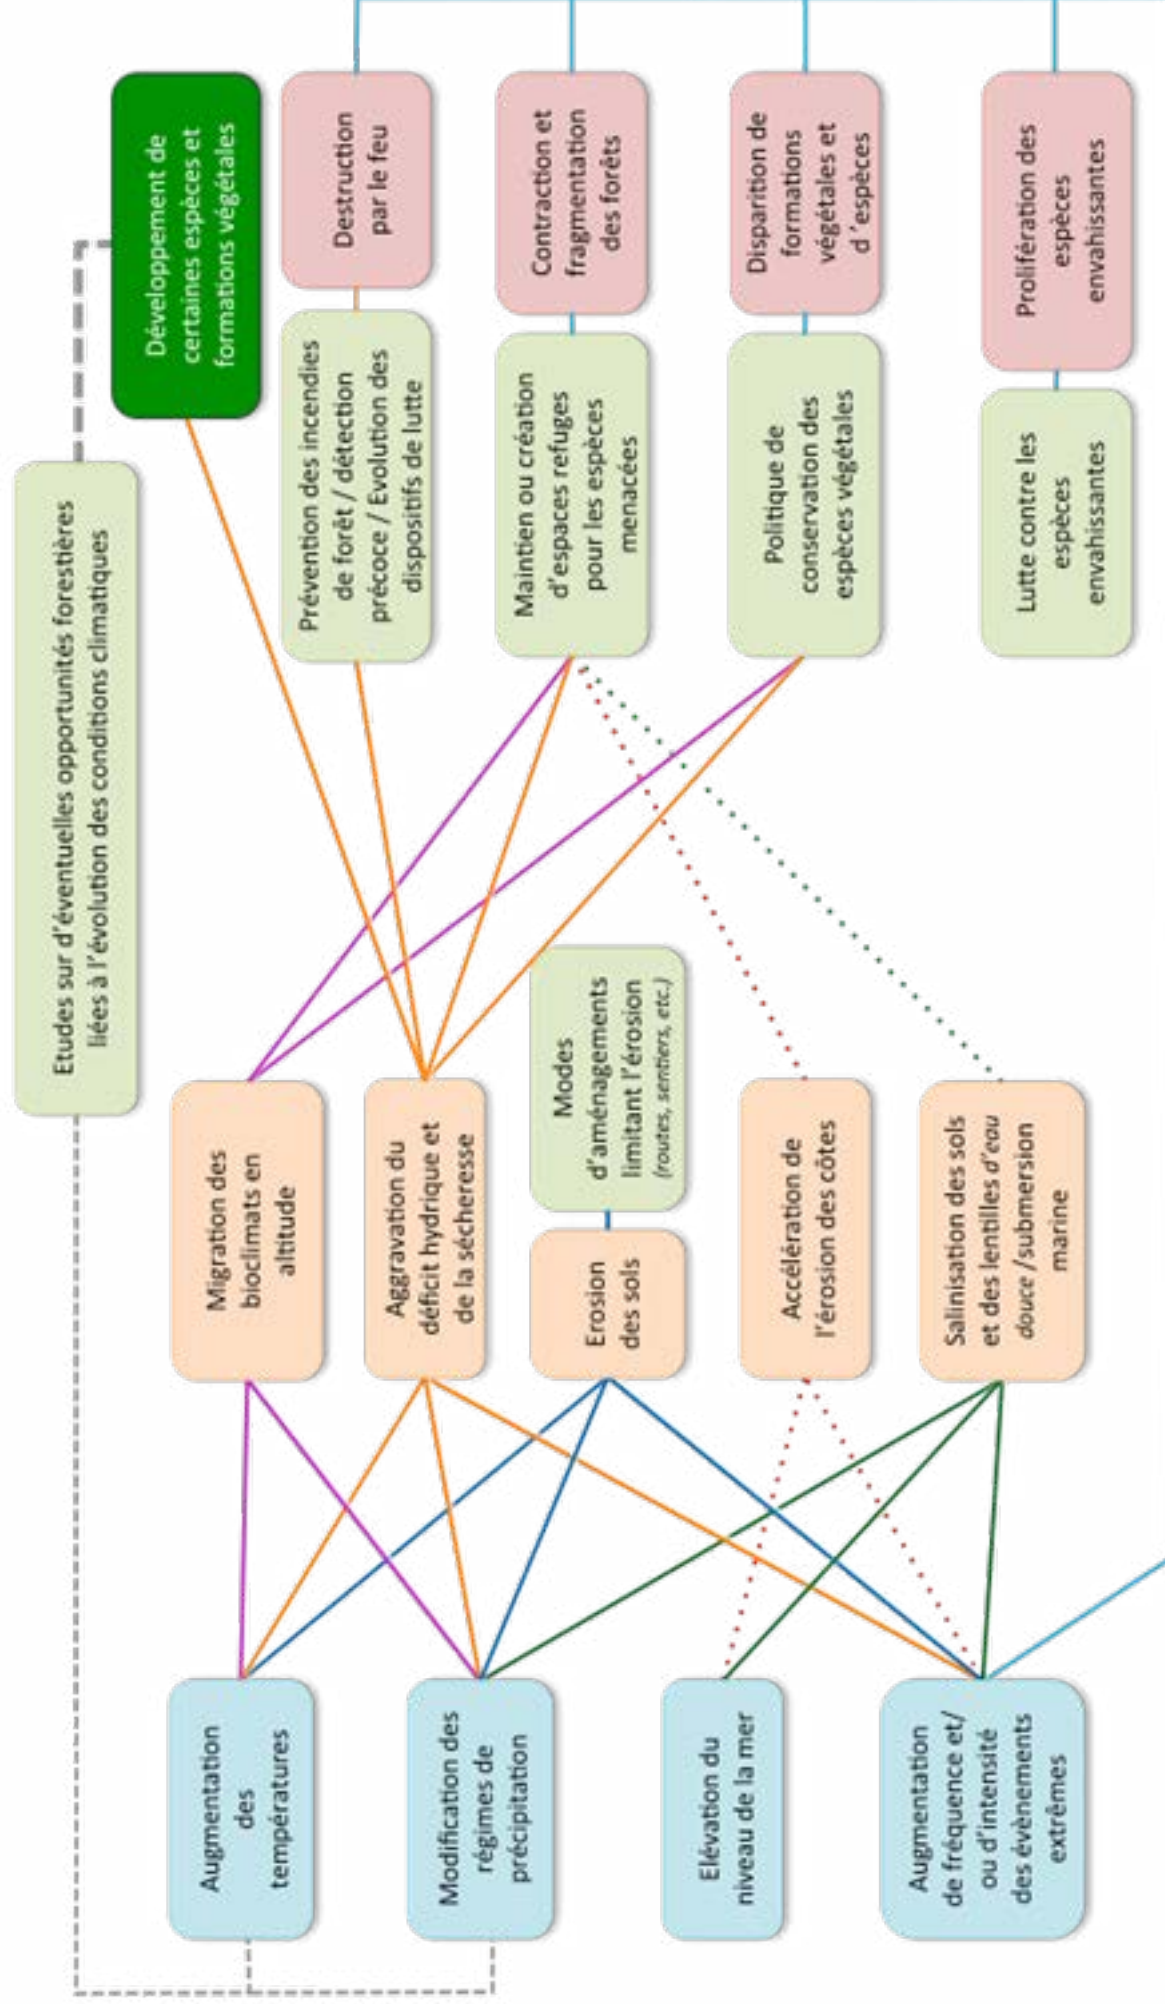 Etudes sur d'éventuelles opportunités forestières
liées à l'évolution des conditions climatiques
Augmentation
des
températures
Modification des
régimes de
précipitation
Elévation du
niveau de la mer
Augmentation
de fréquence et/
ou d'intensité
des évènements
extrêmes
Migration des
bioclimats en
altitude
Aggravation du
déficit hydrique et
de la sécheresse
Erosion
des sols
Modes
d'aménagements
limitant l'érosion
(routes, sentiers, etc.)
Accélération de
l'érosion des côtes
Salinisation des sols
et des lentilles d'eau
douce /submersion
marine
Développement de
certaines espèces et
formations végétales
Prévention des incendies
de forêt / détection
précoce / Evolution des
dispositifs de lutte
Destruction
par le feu
Maintien ou création
d'espaces refuges
pour les espèces
menacées
Contraction et
fragmentation
des forêts
Politique de
conservation des
espèces végétales
Disparition de
formations
végétales et
d 'espèces
Lutte contre les
espèces
envahissantes
Prolifération des
espèces
envahissantes